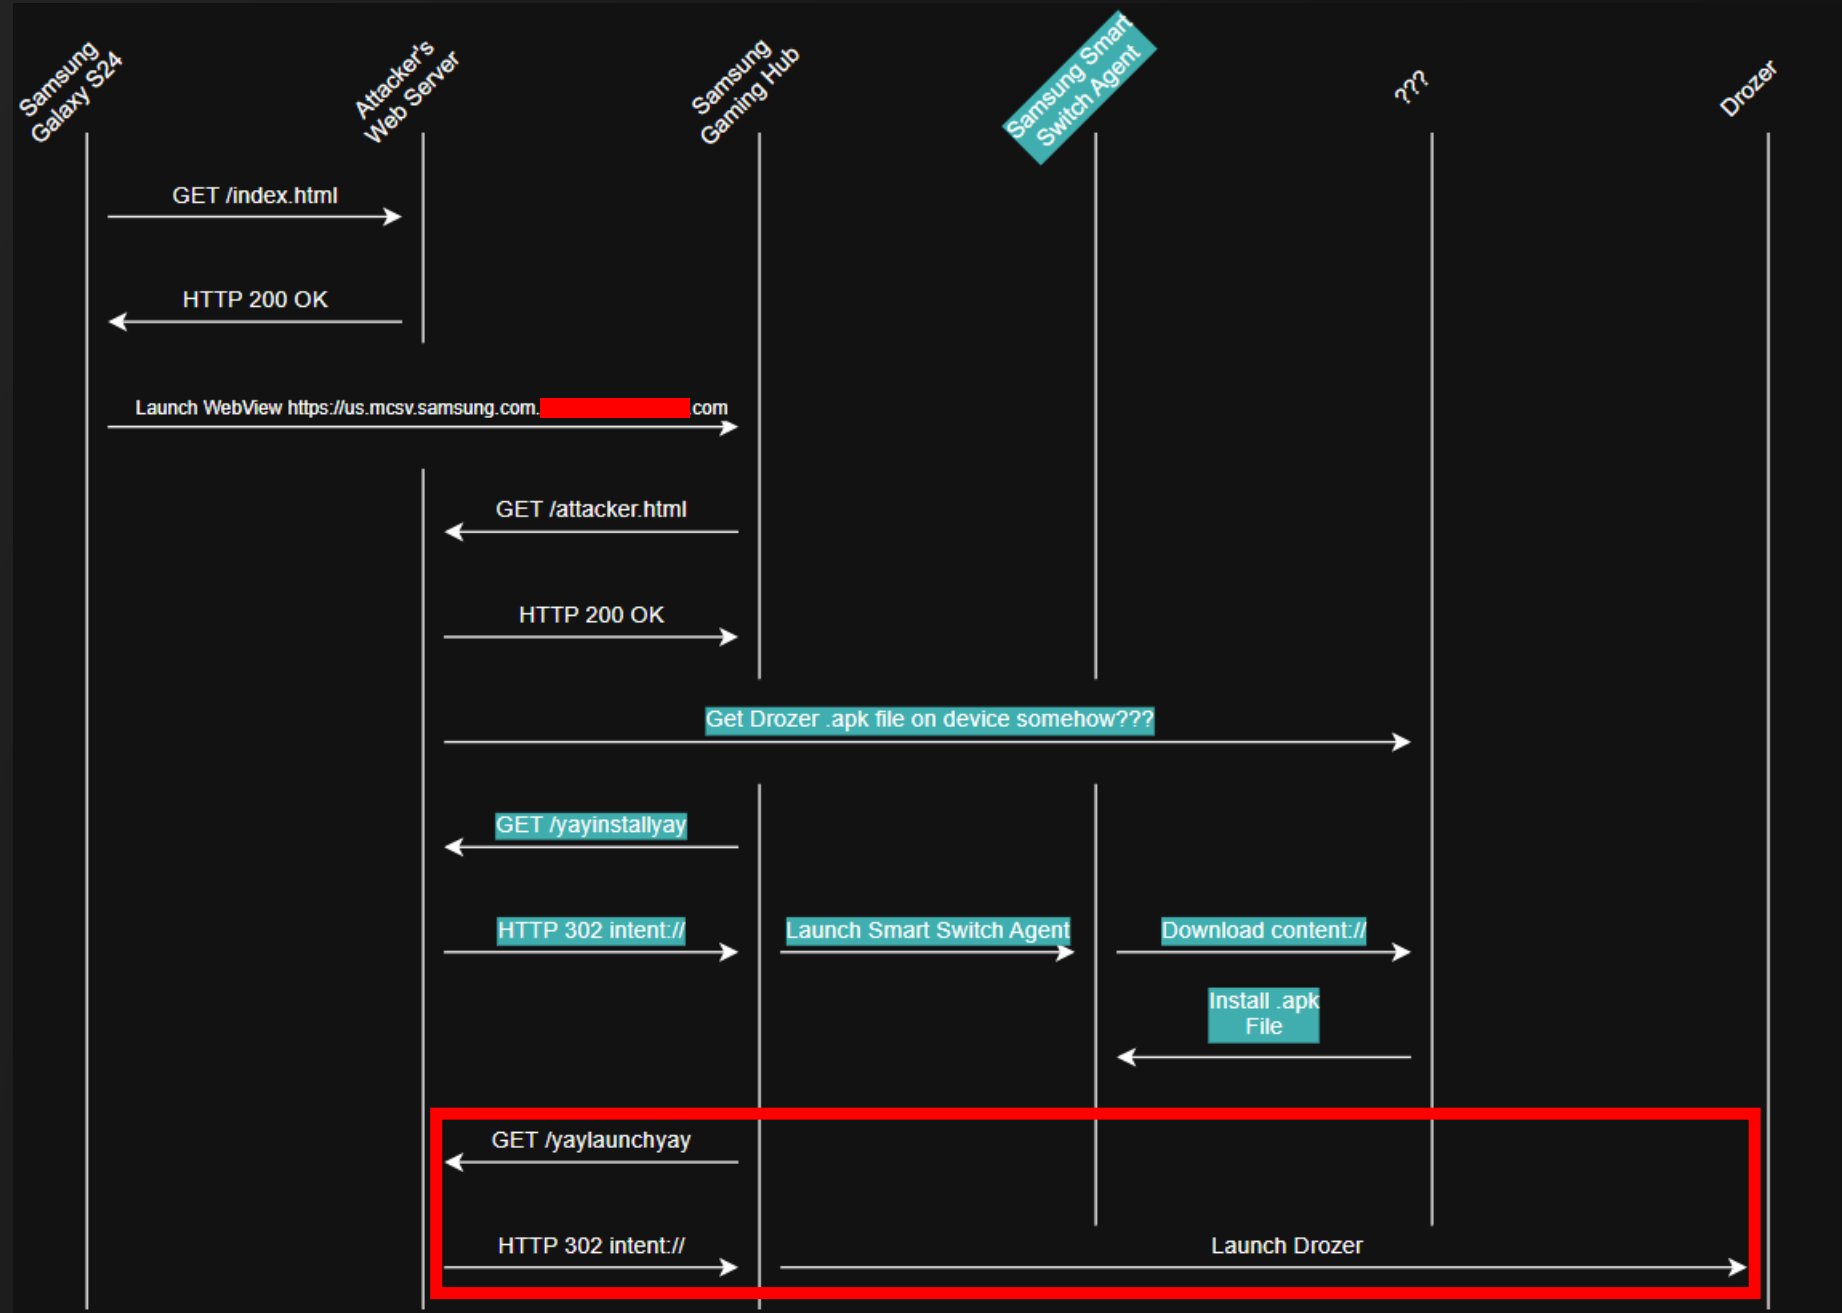 Samsung
Galaxy S24
Attacker's
Web Server
Samsung
Gaming Hub
Samsung Smart
Switch Agent
???
Drozer
GET /index.html
HTTP 200 OK
Launch WebView https://us.mcsv.samsung.com. .com
GET /attacker.html
HTTP 200 OK
Get Drozer .apk file on device somehow???
GET /yayinstallyay
HTTP 302 intent://
Launch Smart Switch Agent
Download content://
Install .apk
File
GET /yaylaunchyay
HTTP 302 intent://
Launch Drozer